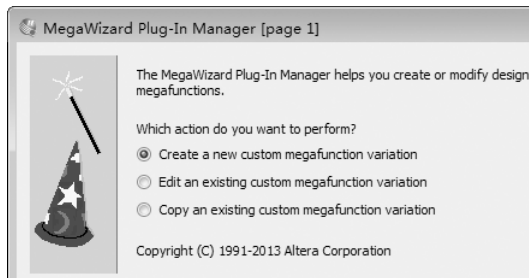 MegaWizard Plug-In Manager [page 1]
The MegaWizard Plug-In Manager helps you create or modify design
megafunctions.
Which action do you want to perform?
Create a new custom megafunction variation
Edit an existing custom megafunction variation
Copy an existing custom megafunction variation
Copyright (C) 1991-2013 Altera Corporation